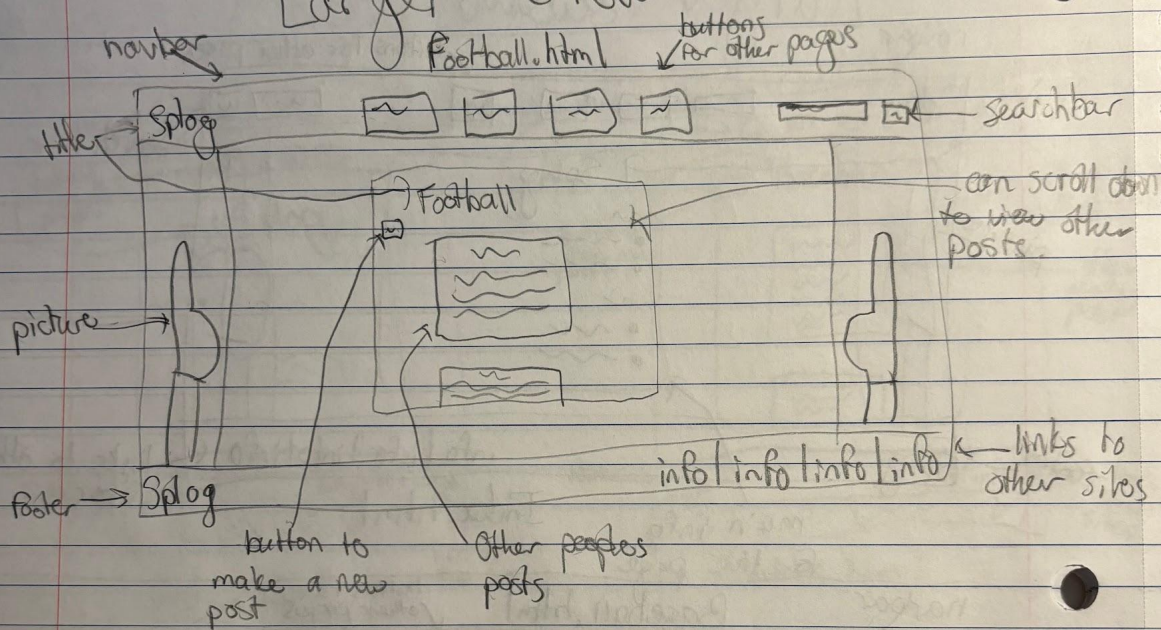 football.html
navbar
buttons
for other pages
Splog
searchbar
title
Football
can scroll down
to view other
posts.
picture
info | info | info | info
links to
other sites
footer
Splog
button to
make a new
post
Other peoples
posts